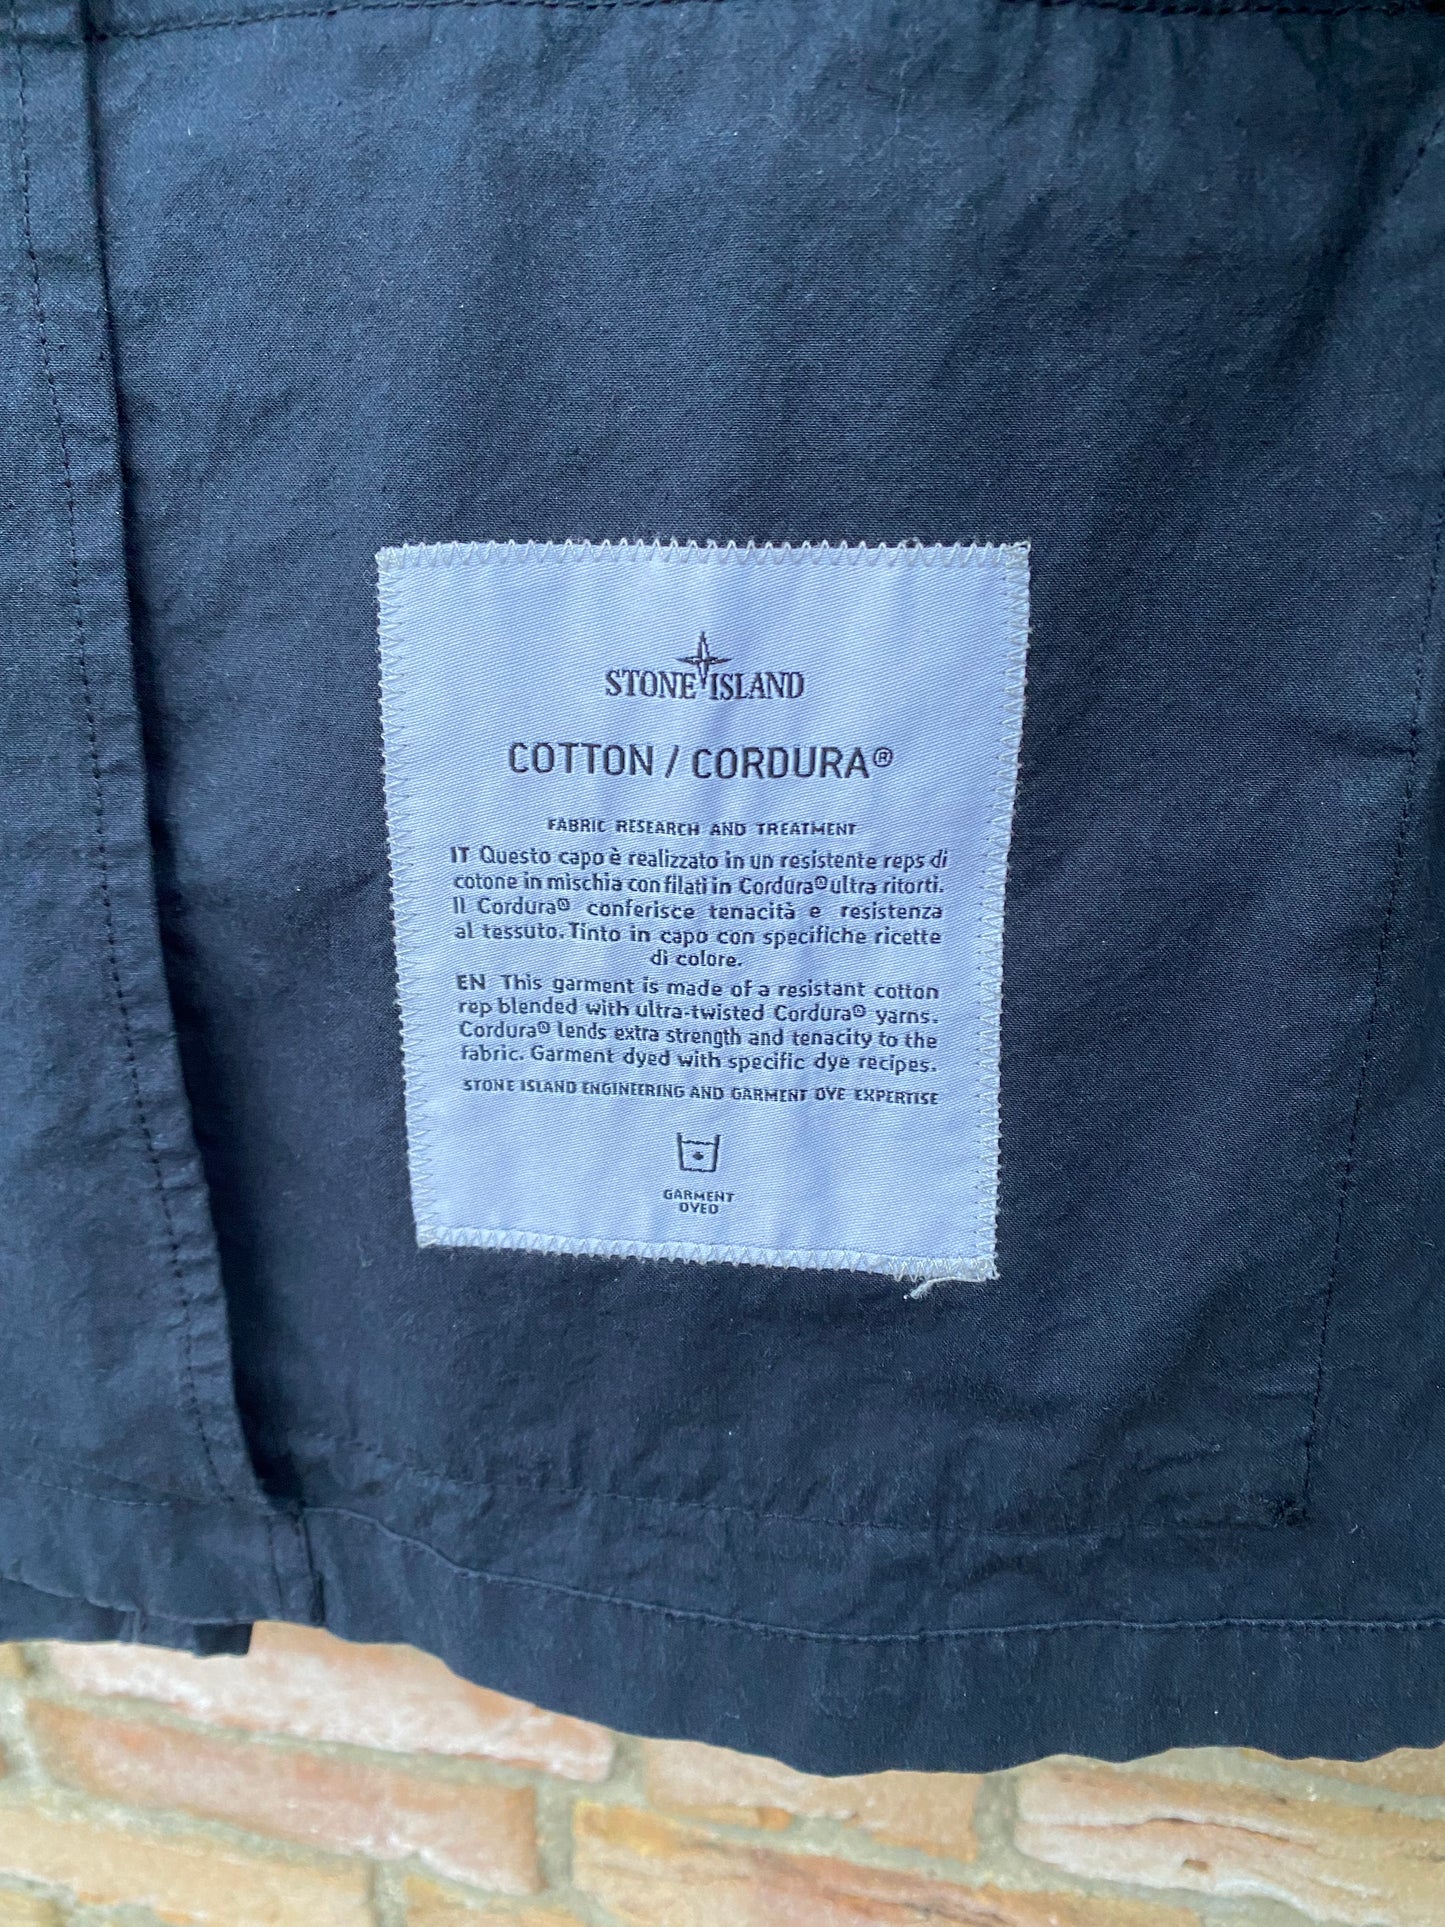 STONE ISLAND
COTTON / CORDURA®
FABRIC RESEARCH AND TREATMENT
IT Questo capo è realizzato in un resistente reps di
cotone in mischia con filati in Cordura® ultra ritorti.
Il Cordura® conferisce tenacità e resistenza
al tessuto. Tinto in capo con specifiche ricette
di colore.
EN This garment is made of a resistant cotton
rep blended with ultra-twisted Cordura® yarns.
Cordura® lends extra strength and tenacity to the
fabric. Garment dyed with specific dye recipes.
STONE ISLAND ENGINEERING AND GARMENT DYE EXPERTISE
GARMENT
DYED